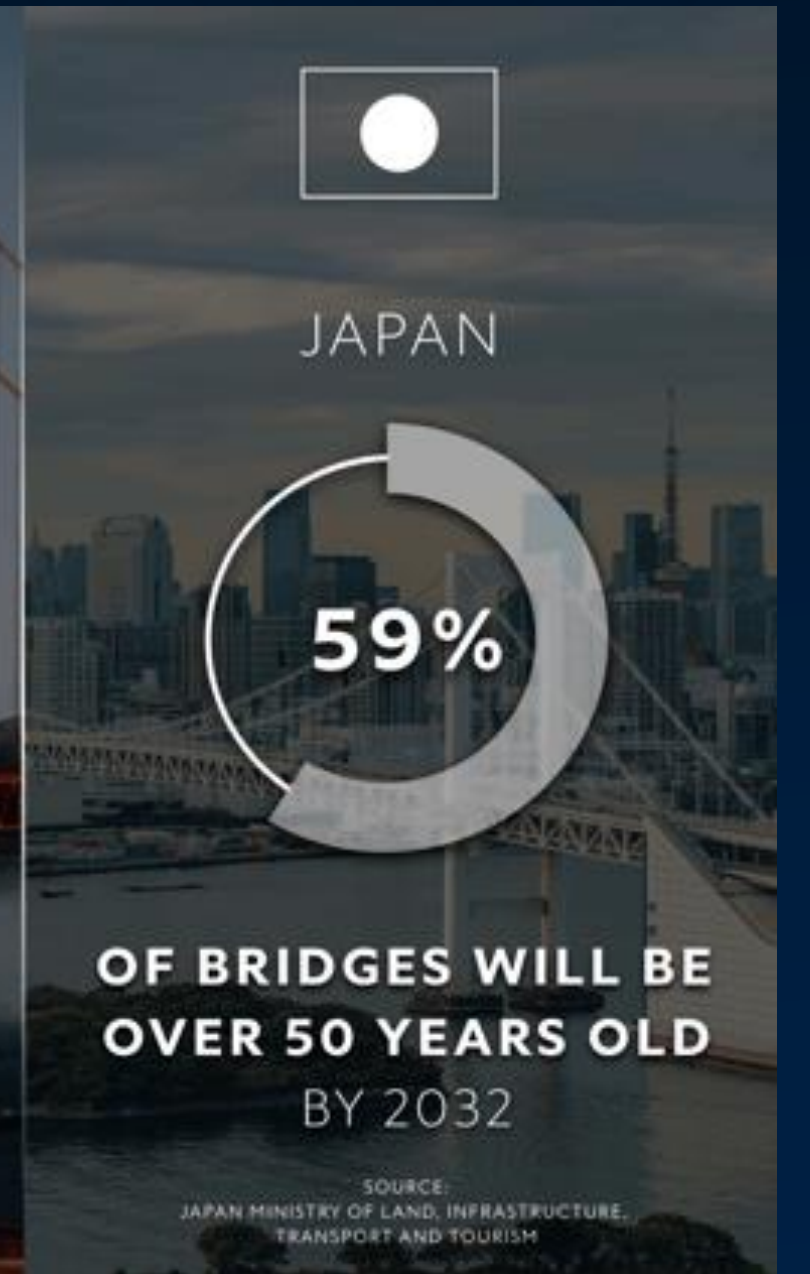 JAPAN
59%
OF BRIDGES WILL BE
OVER 50 YEARS OLD
BY 2032
SOURCE:
JAPAN MINISTRY OF LAND, INFRASTRUCTURE,
TRANSPORT AND TOURISM